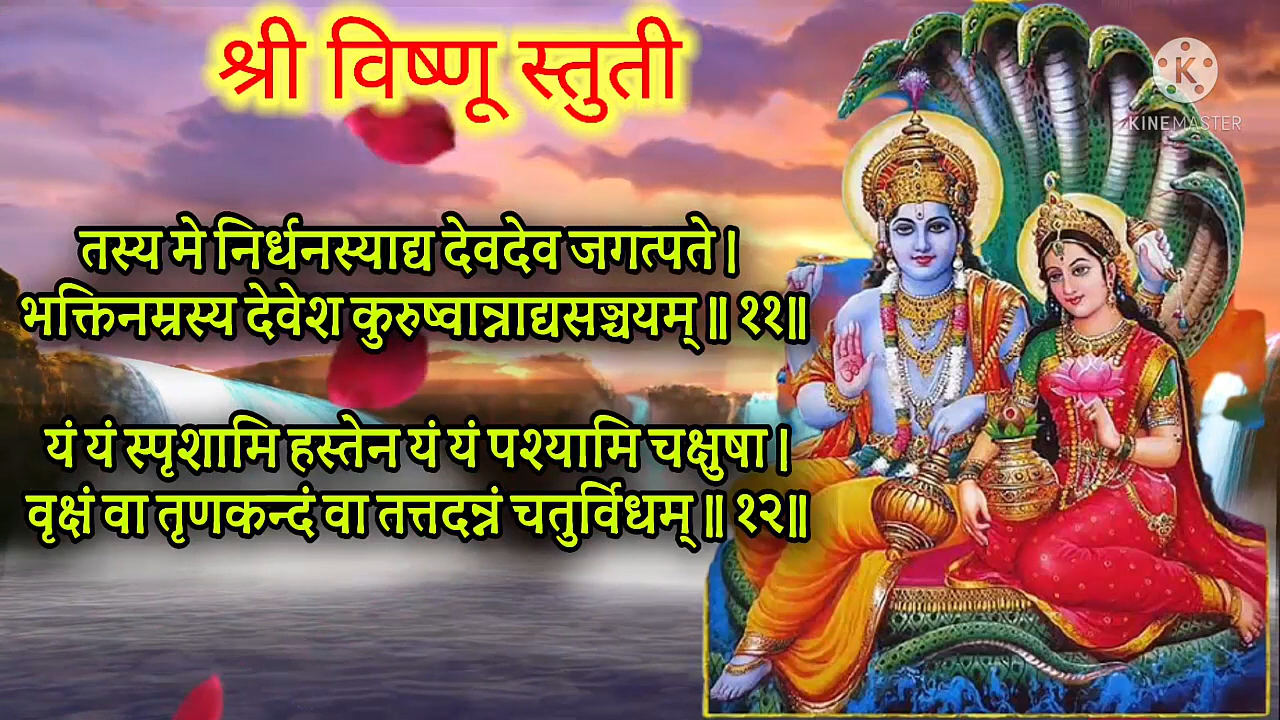 श्री विष्णू स्तुती
K
KINEMASTER
तस्य मे निर्धनस्याद्य देवदेव जगत्पते।
भक्तिनम्रस्य देवेश कुरुष्वान्नाद्यसञ्चयम्॥ ११॥
यं यं स्पृशामि हस्तेन यं यं पश्यामि चक्षुषा।
वृक्षं वा तृणकन्दं वा तत्तदन्नं चतुर्विधम्॥ १२॥